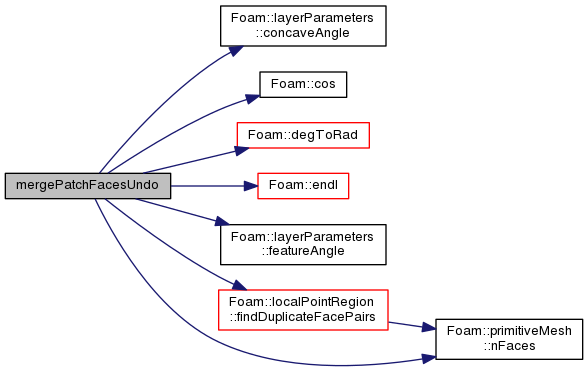 Foam::layerParameters
::concaveAngle
Foam::cos
Foam::degToRad
mergePatchFacesUndo
Foam::endl
Foam::layerParameters
::featureAngle
Foam::localPointRegion
::findDuplicateFacePairs
Foam::primitiveMesh
::nFaces